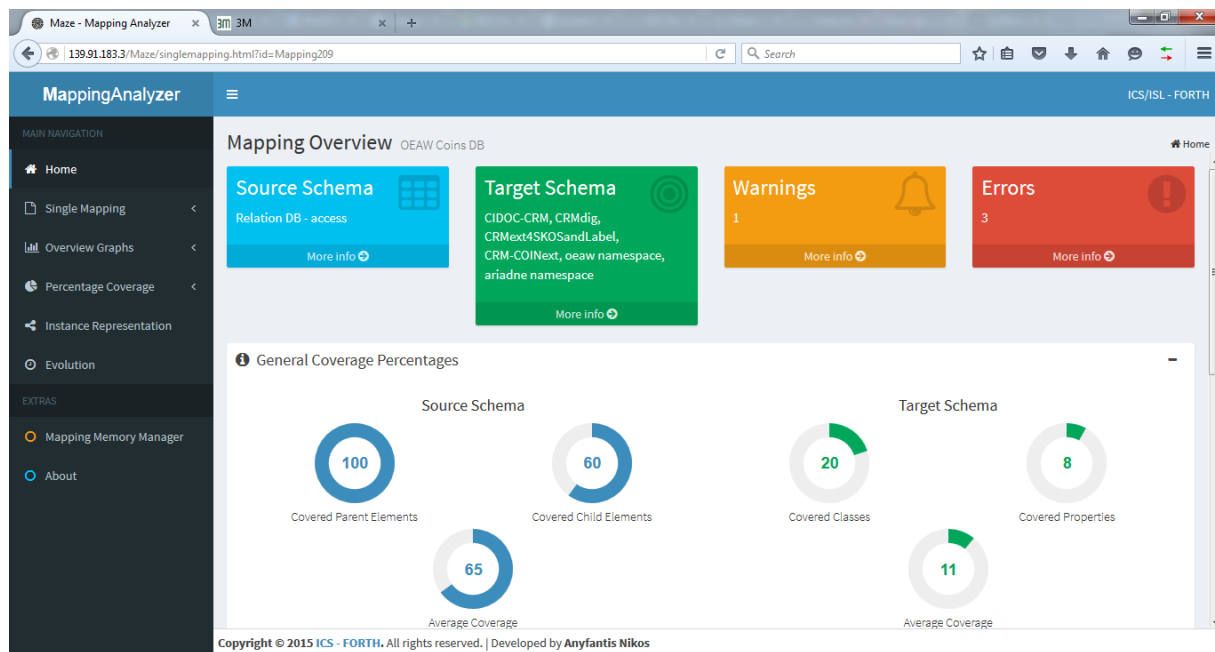 Maze - Mapping Analyzer
3M 3M
139.91.183.3/Maze/singlemapping.html?id=Mapping209
Search
MappingAnalyzer
ICS/ISL - FORTH
MAIN NAVIGATION
Home
Single Mapping
Overview Graphs
Percentage Coverage
Instance Representation
Evolution
EXTRAS
Mapping Memory Manager
About
Mapping Overview OEAW Coins DB
Home
Source Schema
Relation DB - access
More info
Target Schema
CIDOC-CRM, CRMdig,
CRMext4SKOSandLabel,
CRM-COINext, oeaw namespace,
ariadne namespace
More info
Warnings
1
More info
Errors
3
More info
General Coverage Percentages
Source Schema
100
Covered Parent Elements
60
Covered Child Elements
65
Average Coverage
Target Schema
20
Covered Classes
8
Covered Properties
11
Average Coverage
Copyright © 2015 ICS - FORTH. All rights reserved. | Developed by Anyfantis Nikos